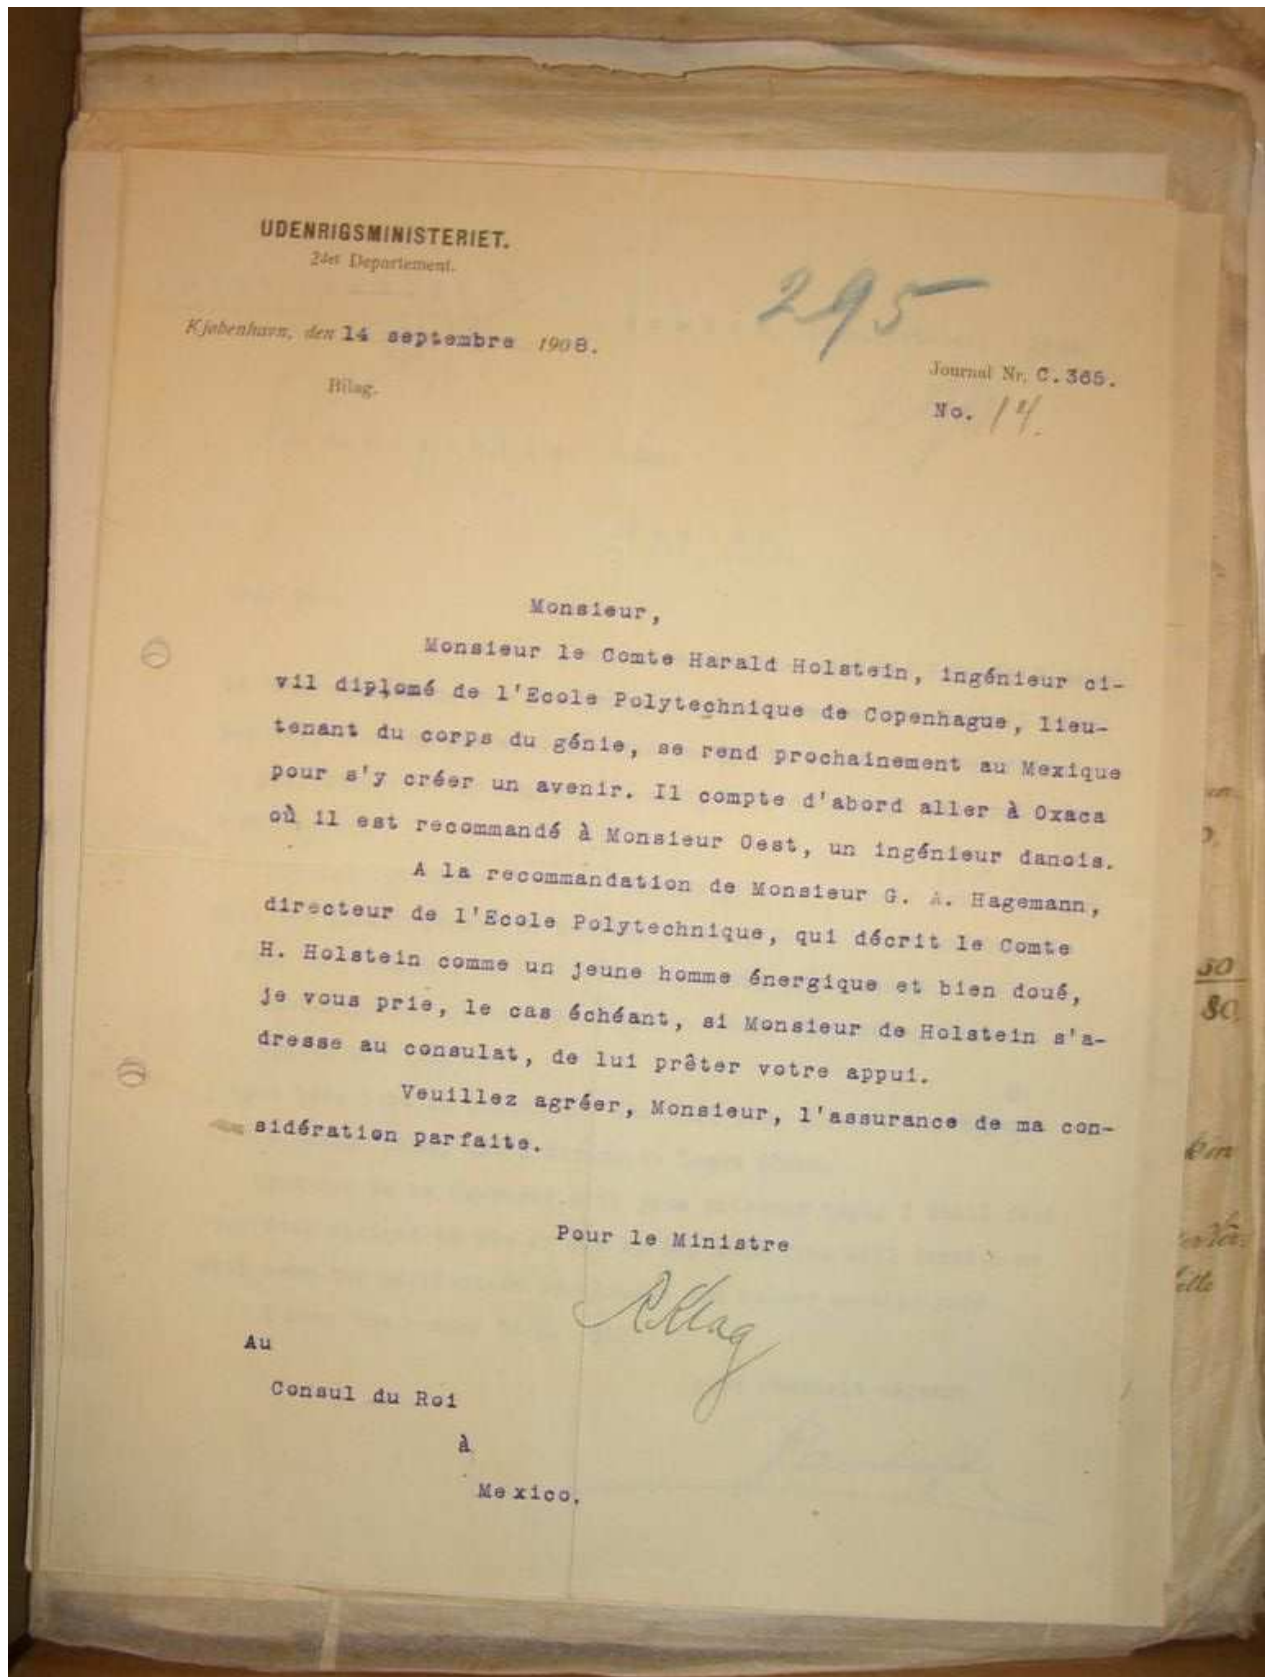 UDENRIGSMINISTERIET.
2det Departement.
295
Kjøbenhavn, den 14 septembre 1908.
Journal Nr. C.365.
Bilag.
No. 14.
Monsieur,
Monsieur le Comte Harald Holstein, ingénieur ci-
vil diplomé de l'Ecole Polytechnique de Copenhague, lieu-
tenant du corps du génie, se rend prochainement au Mexique
pour s'y créer un avenir. Il compte d'abord aller à Oxaca
où il est recommandé à Monsieur Oest, un ingénieur danois.
A la recommandation de Monsieur G. A. Hagemann,
directeur de l'Ecole Polytechnique, qui décrit le Comte
H. Holstein comme un jeune homme énergique et bien doué,
je vous prie, le cas échéant, si Monsieur de Holstein s'a-
dresse au consulat, de lui prêter votre appui.
Veuillez agréer, Monsieur, l'assurance de ma con-
sidération parfaite.
Pour le Ministre
Au
Consul du Roi
à
Mexico.
50
80.